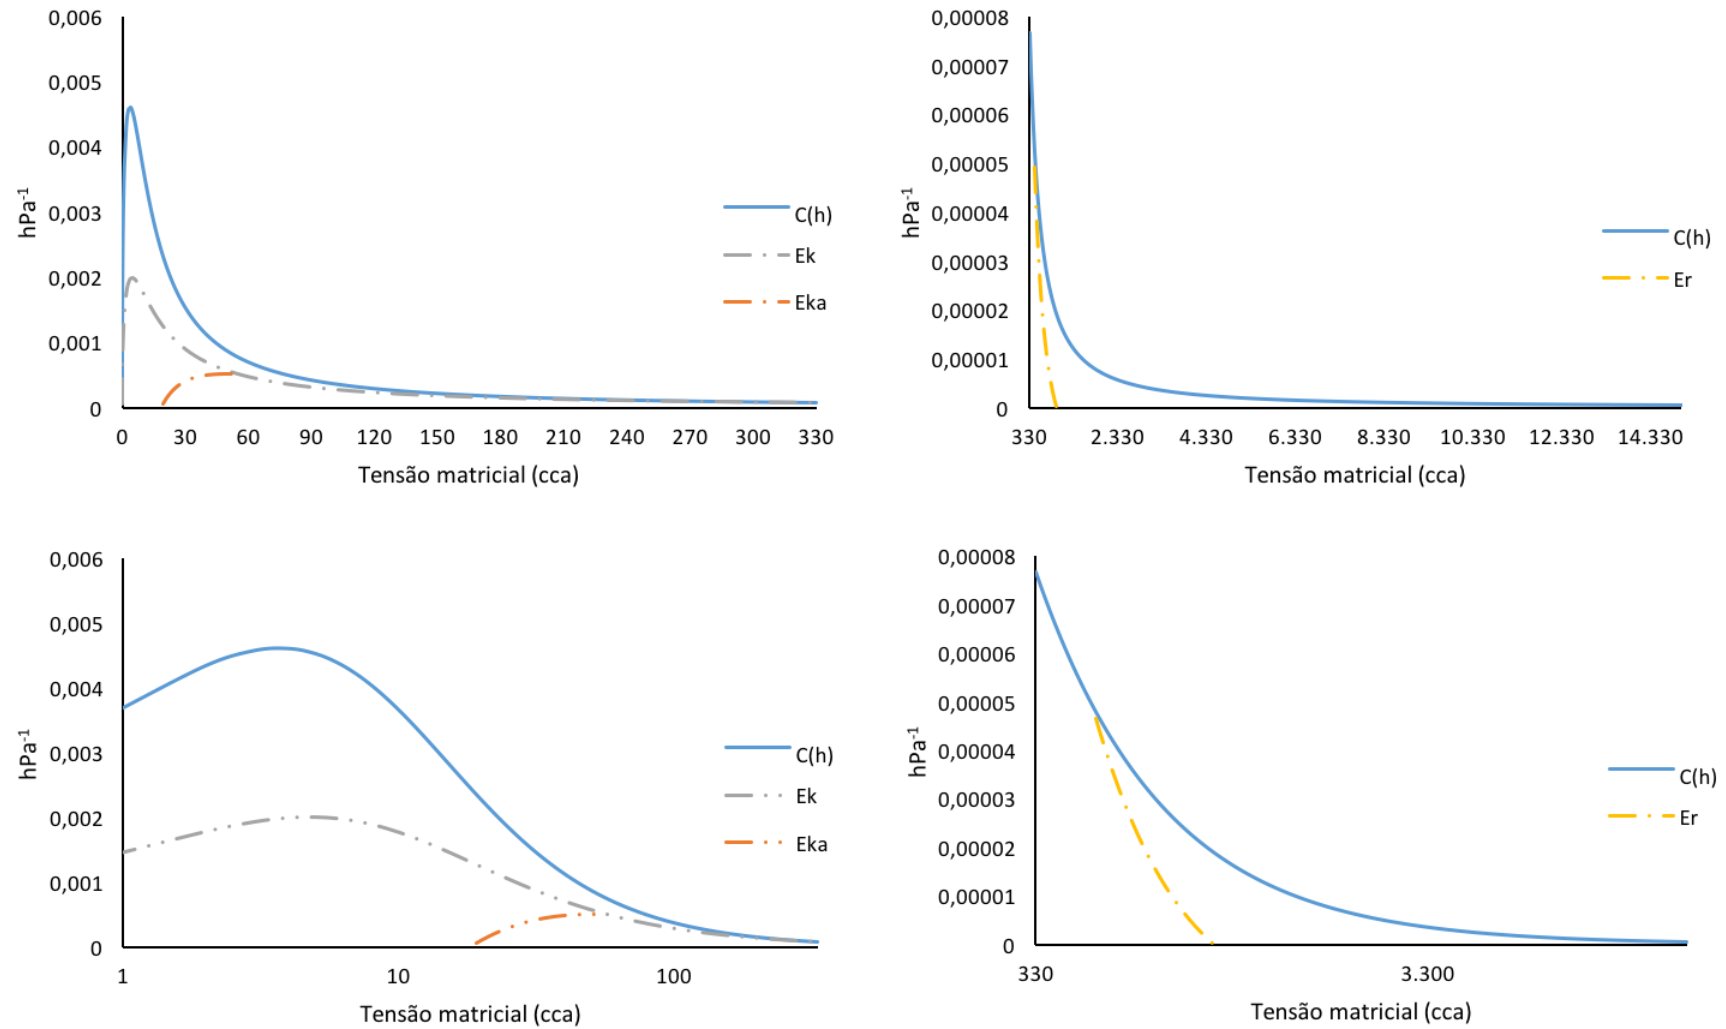 0,006
0,005
0,004
0,003
0,002
0,001
0
hPa-1
0 30 60 90 120 150 180 210 240 270 300 330
Tensão matricial (cca)
C(h)
Ek
Eka
0,00008
0,00007
0,00006
0,00005
0,00004
0,00003
0,00002
0,00001
0
hPa-1
330 2.330 4.330 6.330 8.330 10.330 12.330 14.330
Tensão matricial (cca)
C(h)
Er
0,006
0,005
0,004
0,003
0,002
0,001
0
hPa-1
1 10 100
Tensão matricial (cca)
C(h)
Ek
Eka
0,00008
0,00007
0,00006
0,00005
0,00004
0,00003
0,00002
0,00001
0
hPa-1
330 3.300
Tensão matricial (cca)
C(h)
Er